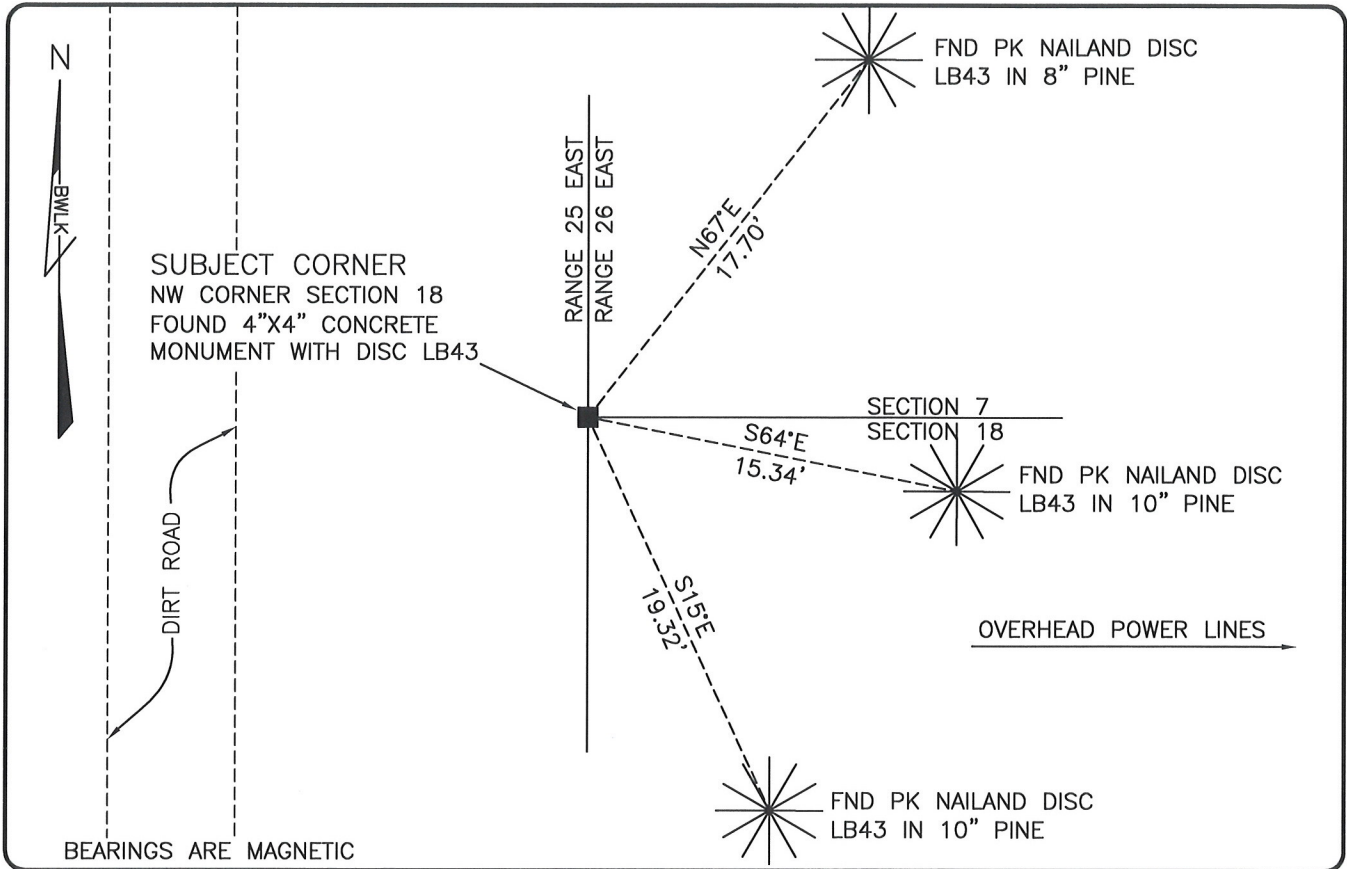 N
BWLK
FND PK NAILAND DISC
LB43 IN 8" PINE
RANGE 25 EAST
RANGE 26 EAST
N67°E
17.70'
SUBJECT CORNER
NW CORNER SECTION 18
FOUND 4"X4" CONCRETE
MONUMENT WITH DISC LB43
SECTION 7
SECTION 18
S64°E
15.34'
FND PK NAILAND DISC
LB43 IN 10" PINE
DIRT ROAD
S15°E
19.32'
OVERHEAD POWER LINES
FND PK NAILAND DISC
LB43 IN 10" PINE
BEARINGS ARE MAGNETIC